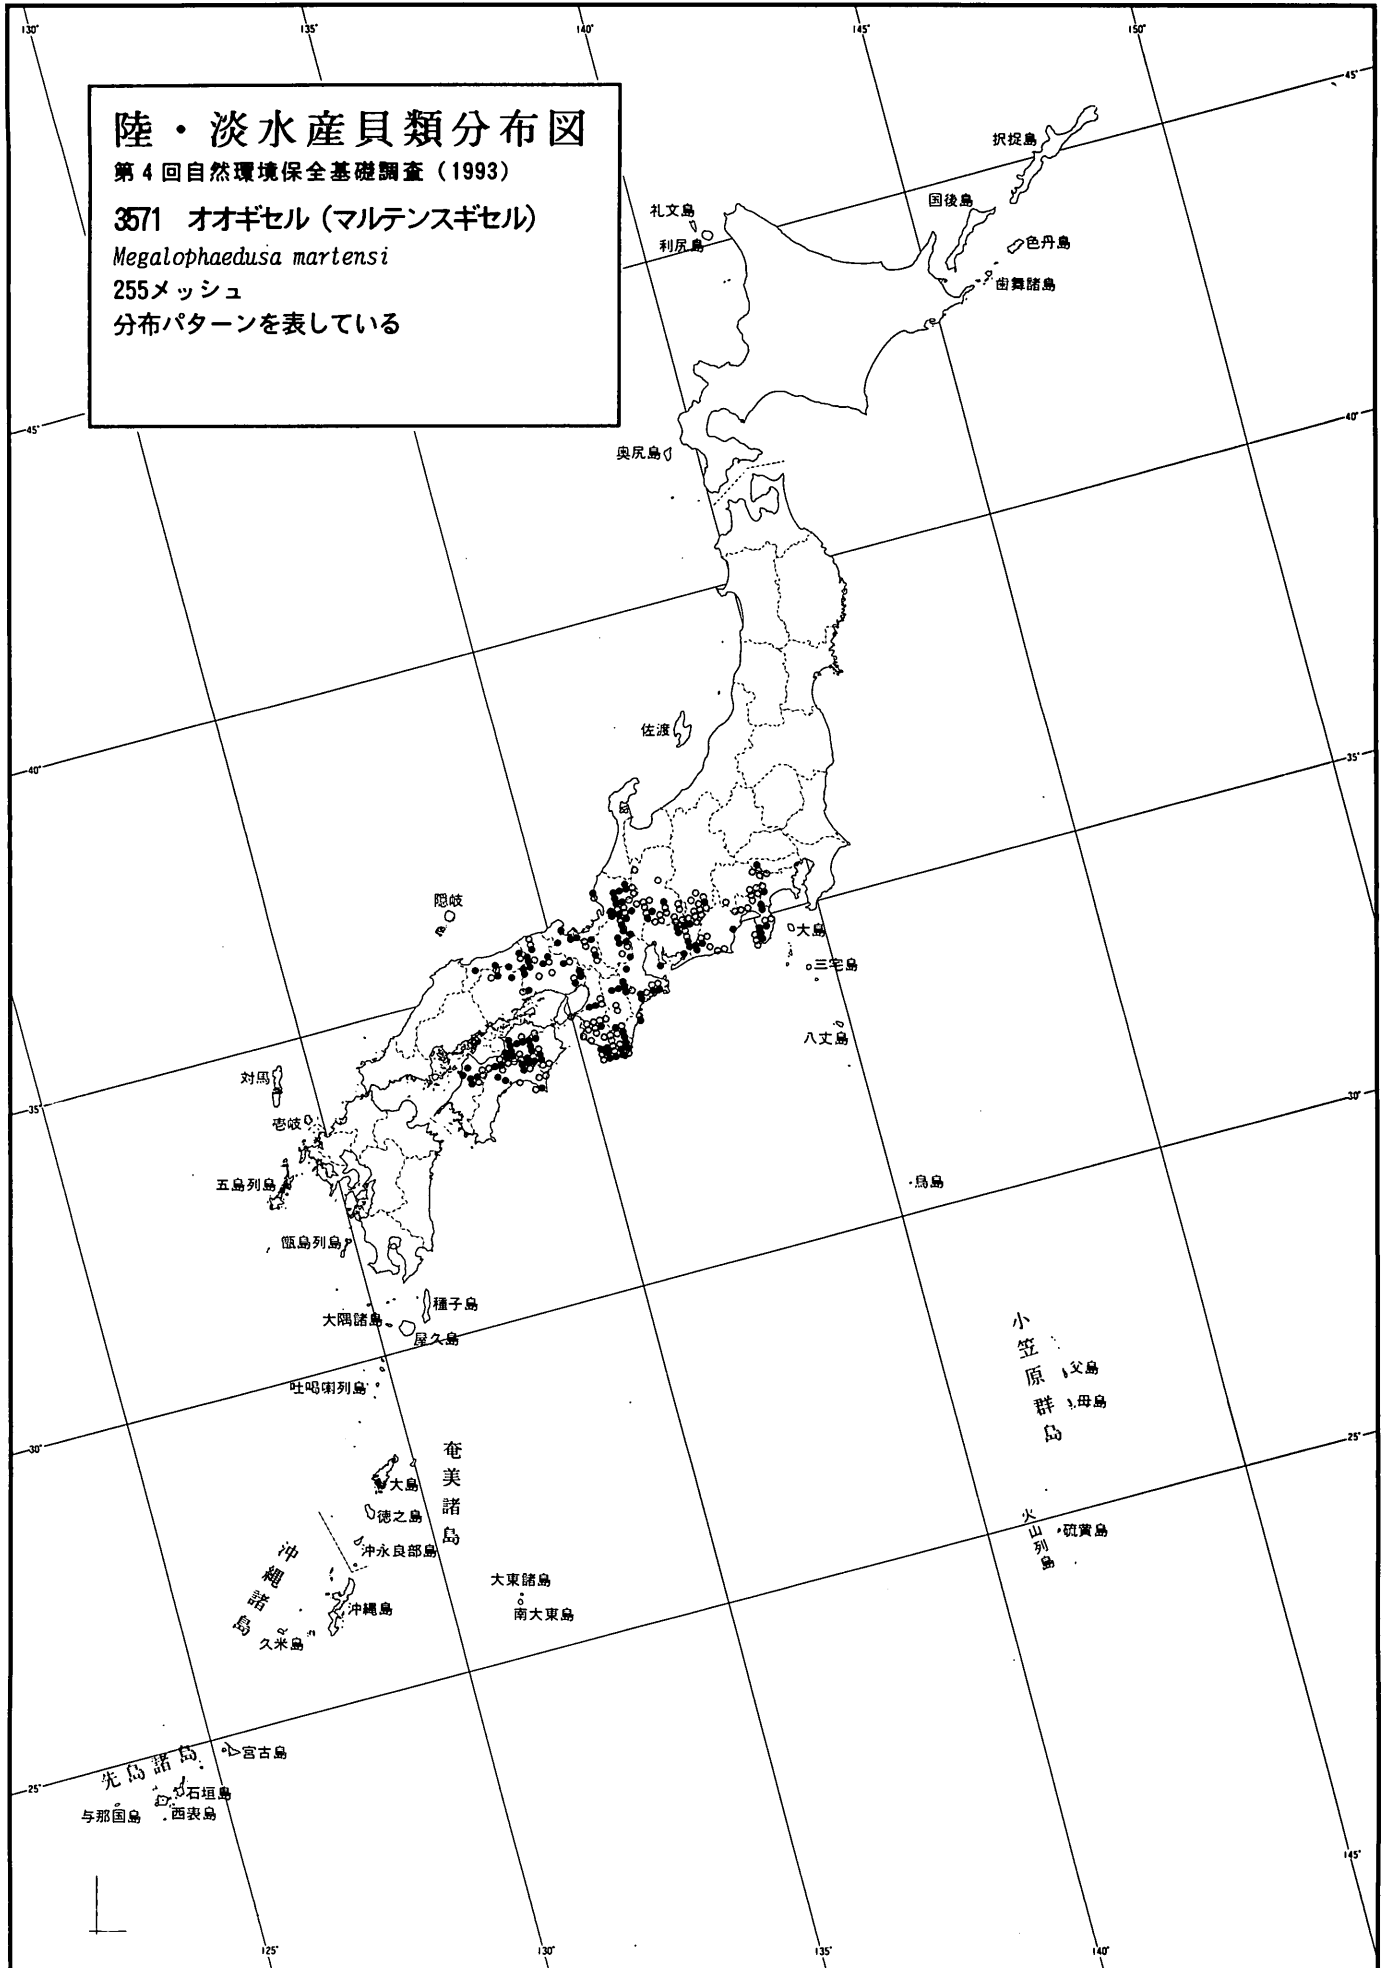 130°
135°
140°
145°
150°
陸・淡水産貝類分布図
第4回自然環境保全基礎調査（1993）
3571 オオギセル（マルテンスギセル）
Megalophaedusa martensi
255メッシュ
分布パターンを表している
45°
択捉島
国後島
色丹島
歯舞諸島
礼文島
利尻島
40°
45°
奥尻島
佐渡
35°
40°
隠岐
大島
三宅島
八丈島
対馬
壱岐
30°
35°
五島列島
鳥島
甑島列島
種子島
大隅諸島
屋久島
吐噶喇列島
小笠原群島
父島
母島
25°
30°
奄美諸島
大島
徳之島
沖永良部島
火山列島
硫黄島
沖縄諸島
大東諸島
南大東島
沖縄島
久米島
先島諸島
宮古島
石垣島
西表島
与那国島
25°
145°
125°
130°
135°
140°